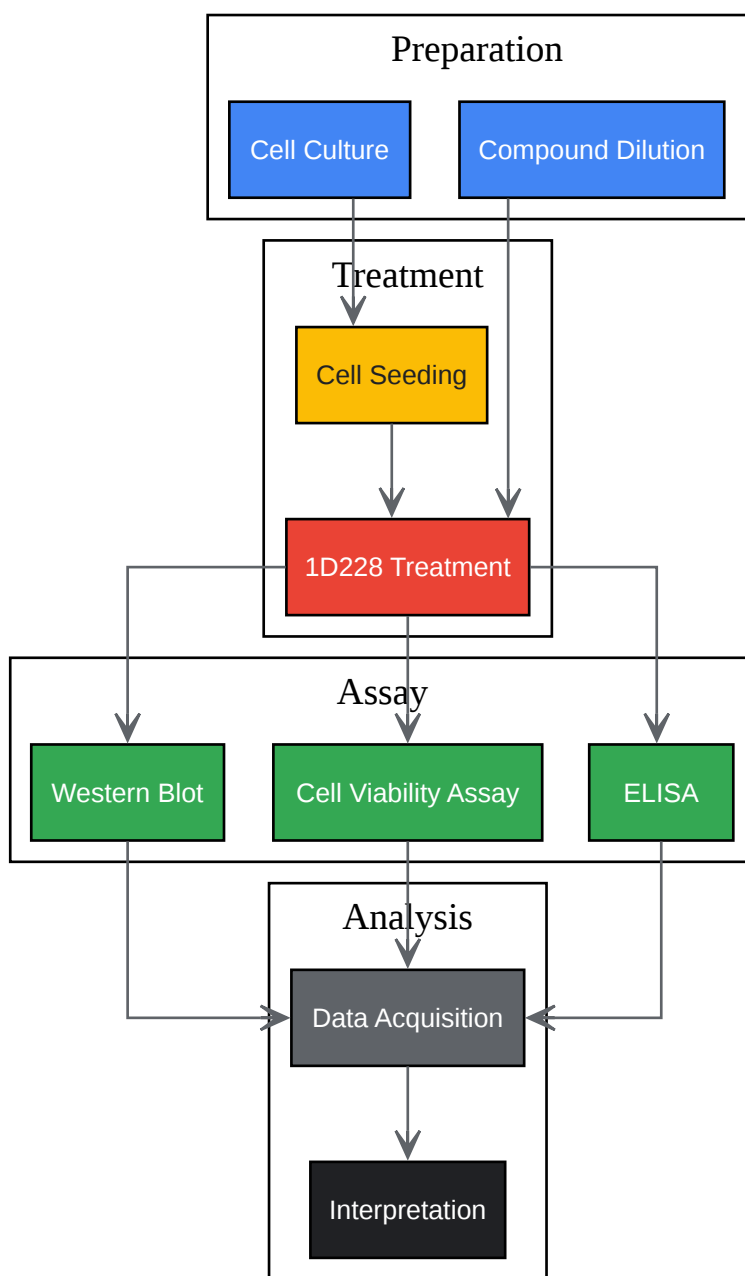 Preparation
Cell Culture
Compound Dilution
Treatment
Cell Seeding
1D228 Treatment
Assay
Western Blot
Cell Viability Assay
ELISA
Analysis
Data Acquisition
Interpretation